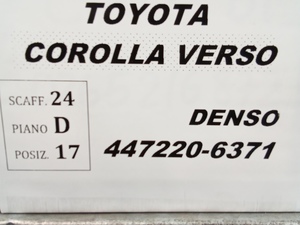 TOYOTA
COROLLA VERSO
SCAFF. 24
PIANO D
POSIZ. 17
DENSO
447220-6371